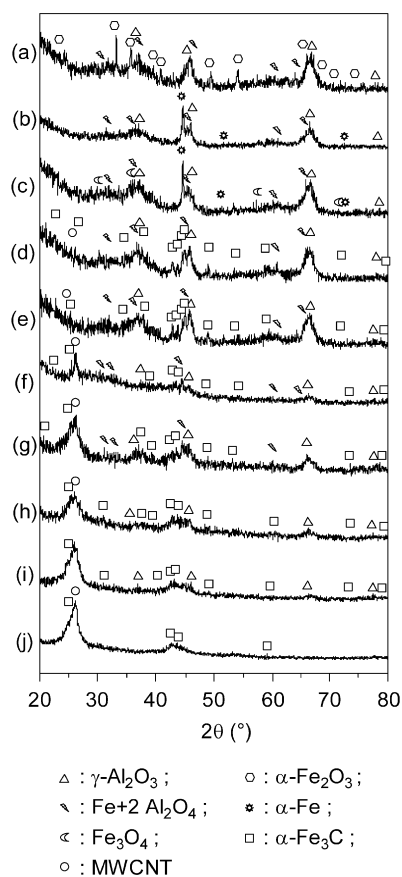 (a)
(b)
(c)
(d)
(e)
(f)
(g)
(h)
(i)
(j)
20 30 40 50 60 70 80
2θ (°)
△ : γ-Al₂O₃ ; ⬡ : α-Fe₂O₃ ;
: Fe+2 Al₂O₄ ; : α-Fe ;
: Fe₃O₄ ; □ : α-Fe₃C ;
○ : MWCNT